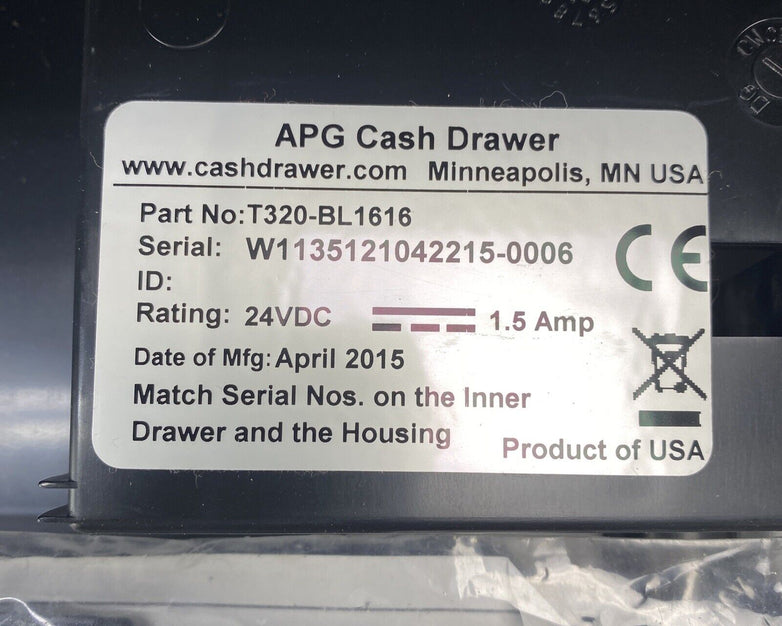 APG Cash Drawer
www.cashdrawer.com Minneapolis, MN USA
Part No:T320-BL1616
Serial: W1135121042215-0006
ID:
Rating: 24VDC 1.5 Amp
Date of Mfg: April 2015
Match Serial Nos. on the Inner
Drawer and the Housing
Product of USA
CE